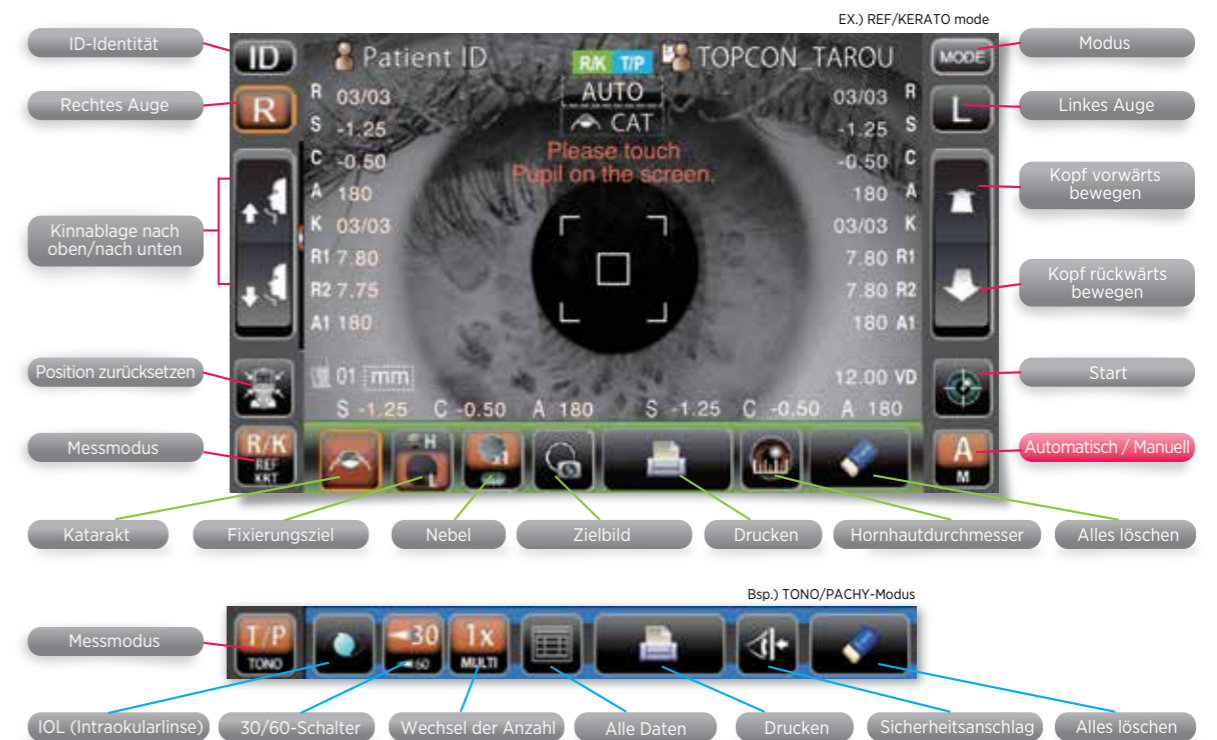 EX.) REF/KERATO mode
ID-Identität
Modus
Rechtes Auge
Linkes Auge
Kinnablage nach
oben/nach unten
Kopf vorwärts
bewegen
Kopf rückwärts
bewegen
Position zurücksetzen
Start
Messmodus
Automatisch / Manuell
ID
Patient ID
R/K T/P
TOPCON_TAROU
MODE
R
L
AUTO
CAT
Please touch
Pupil on the screen.
R 03/03
S -1.25
C -0.50
A 180
K 03/03
R1 7.80
R2 7.75
A1 180
03/03 R
-1.25 S
-0.50 C
180 A
03/03 K
7.80 R1
7.80 R2
180 A1
01 mm
12.00 VD
S -1.25 C -0.50 A 180 S -1.25 C -0.50 A 180
R/K
REF
KRT
H
L
A
M
Katarakt
Fixierungsziel
Nebel
Zielbild
Drucken
Hornhautdurchmesser
Alles löschen
Bsp.) TONO/PACHY-Modus
Messmodus
T/P
TONO
30
60
1x
MULTI
IOL (Intraokularlinse)
30/60-Schalter
Wechsel der Anzahl
Alle Daten
Drucken
Sicherheitsanschlag
Alles löschen